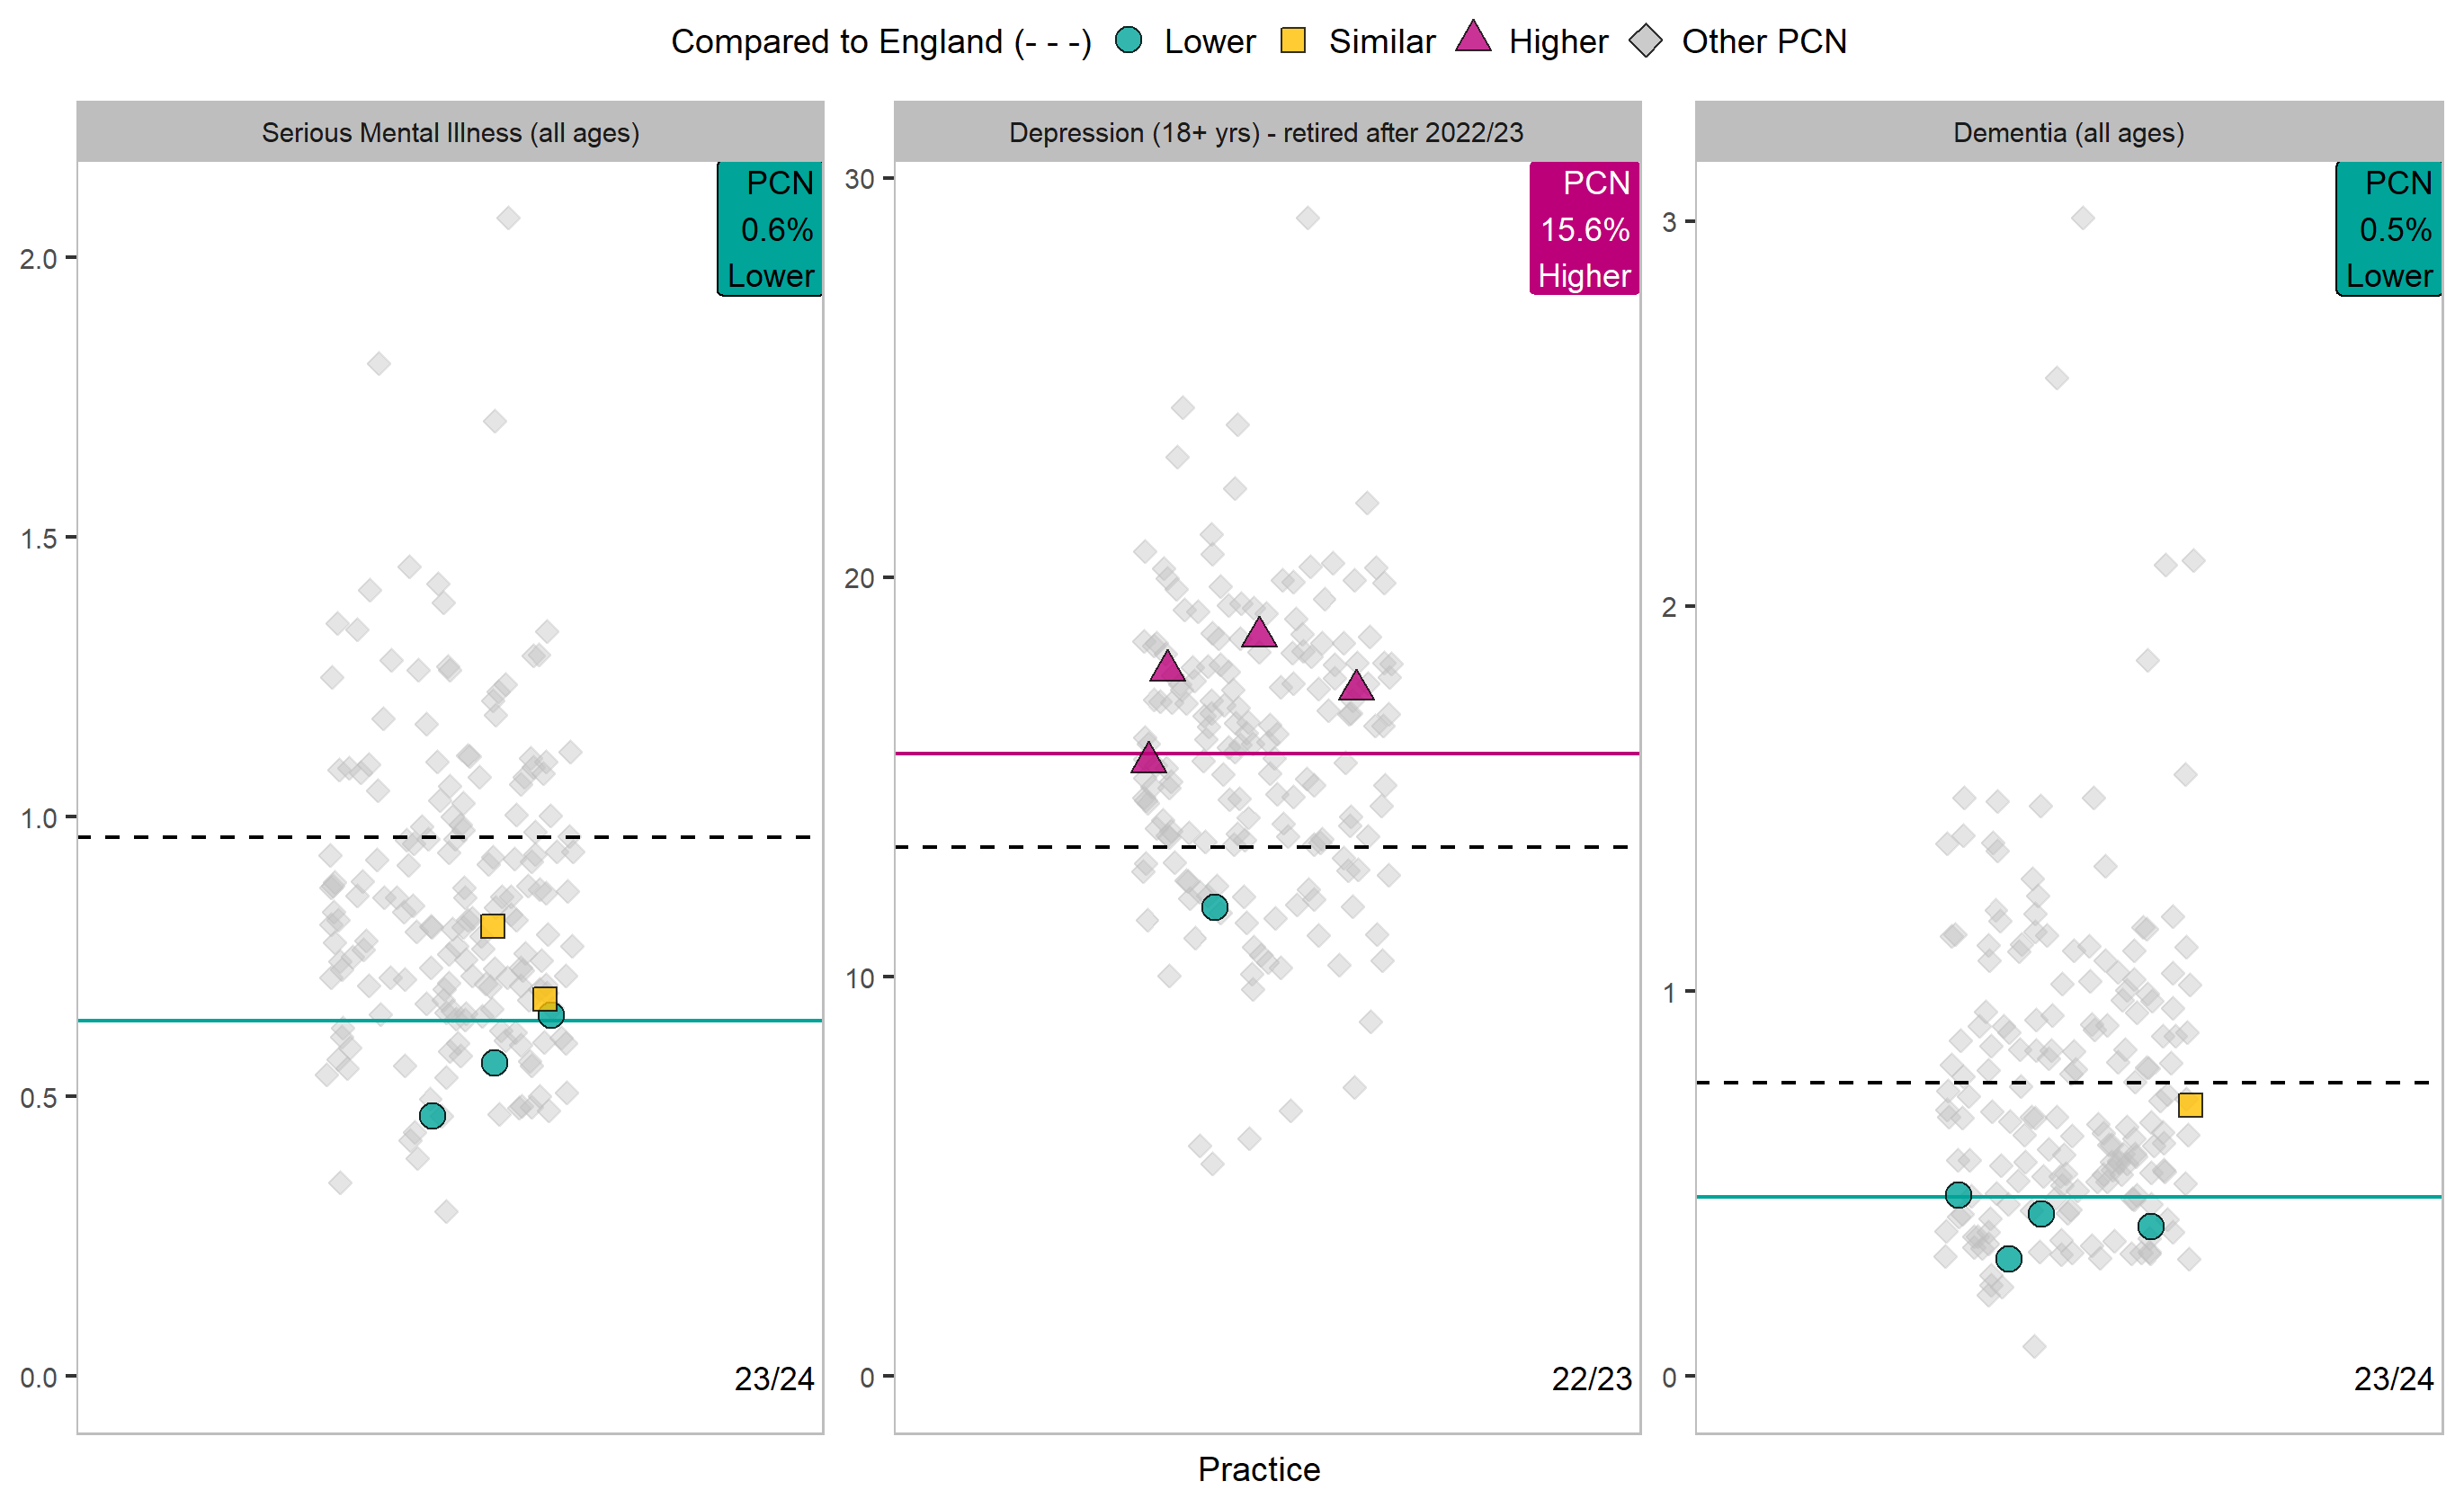 Compared to England (- - -) Lower Similar Higher Other PCN
Serious Mental Illness (all ages)
PCN
0.6%
Lower
2.0
1.5
1.0
0.5
0.0
23/24
Depression (18+ yrs) - retired after 2022/23
PCN
15.6%
Higher
30
20
10
0
22/23
Dementia (all ages)
PCN
0.5%
Lower
3
2
1
0
23/24
Practice